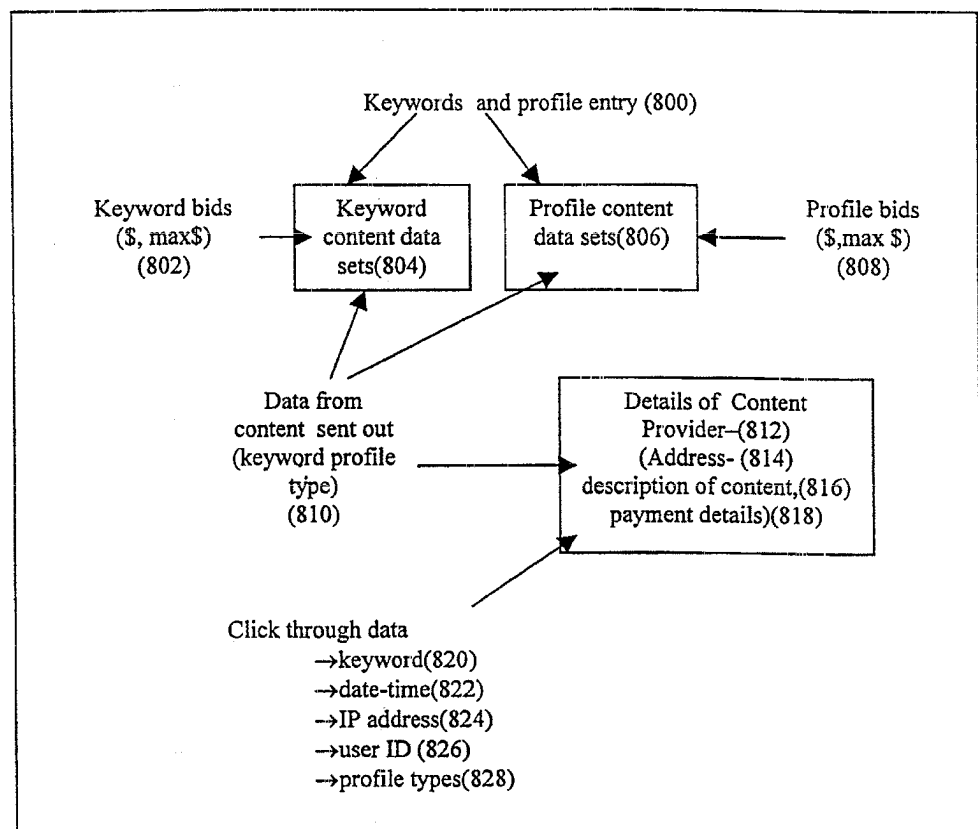 Keywords and profile entry (800)
Keyword bids
($, max$)
(802)
Keyword
content data
sets(804)
Profile content
data sets(806)
Profile bids
($,max $)
(808)
Data from
content sent out
(keyword profile
type)
(810)
Details of Content
Provider–(812)
(Address- (814)
description of content,(816)
payment details)(818)
Click through data
→keyword(820)
→date-time(822)
→IP address(824)
→user ID (826)
→profile types(828)